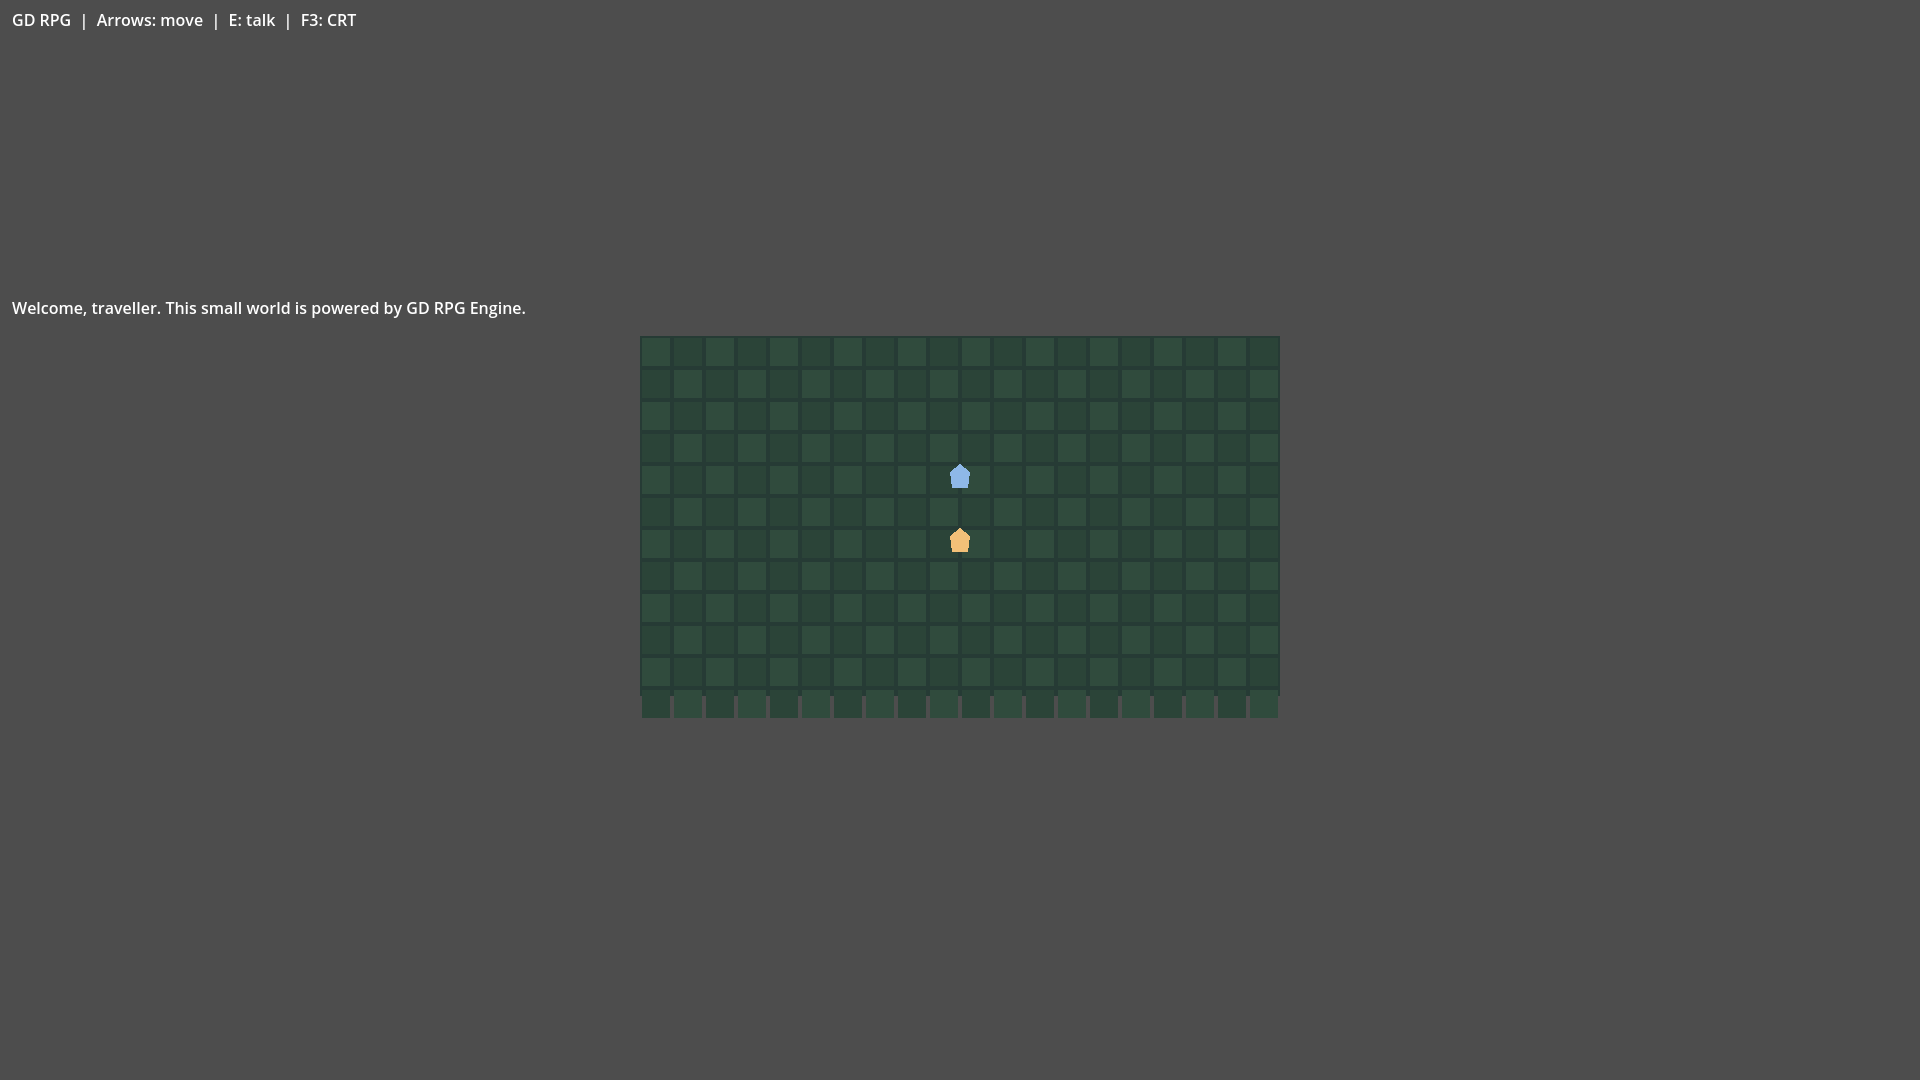 GD RPG | Arrows: move | E: talk | F3: CRT
Welcome, traveller. This small world is powered by GD RPG Engine.